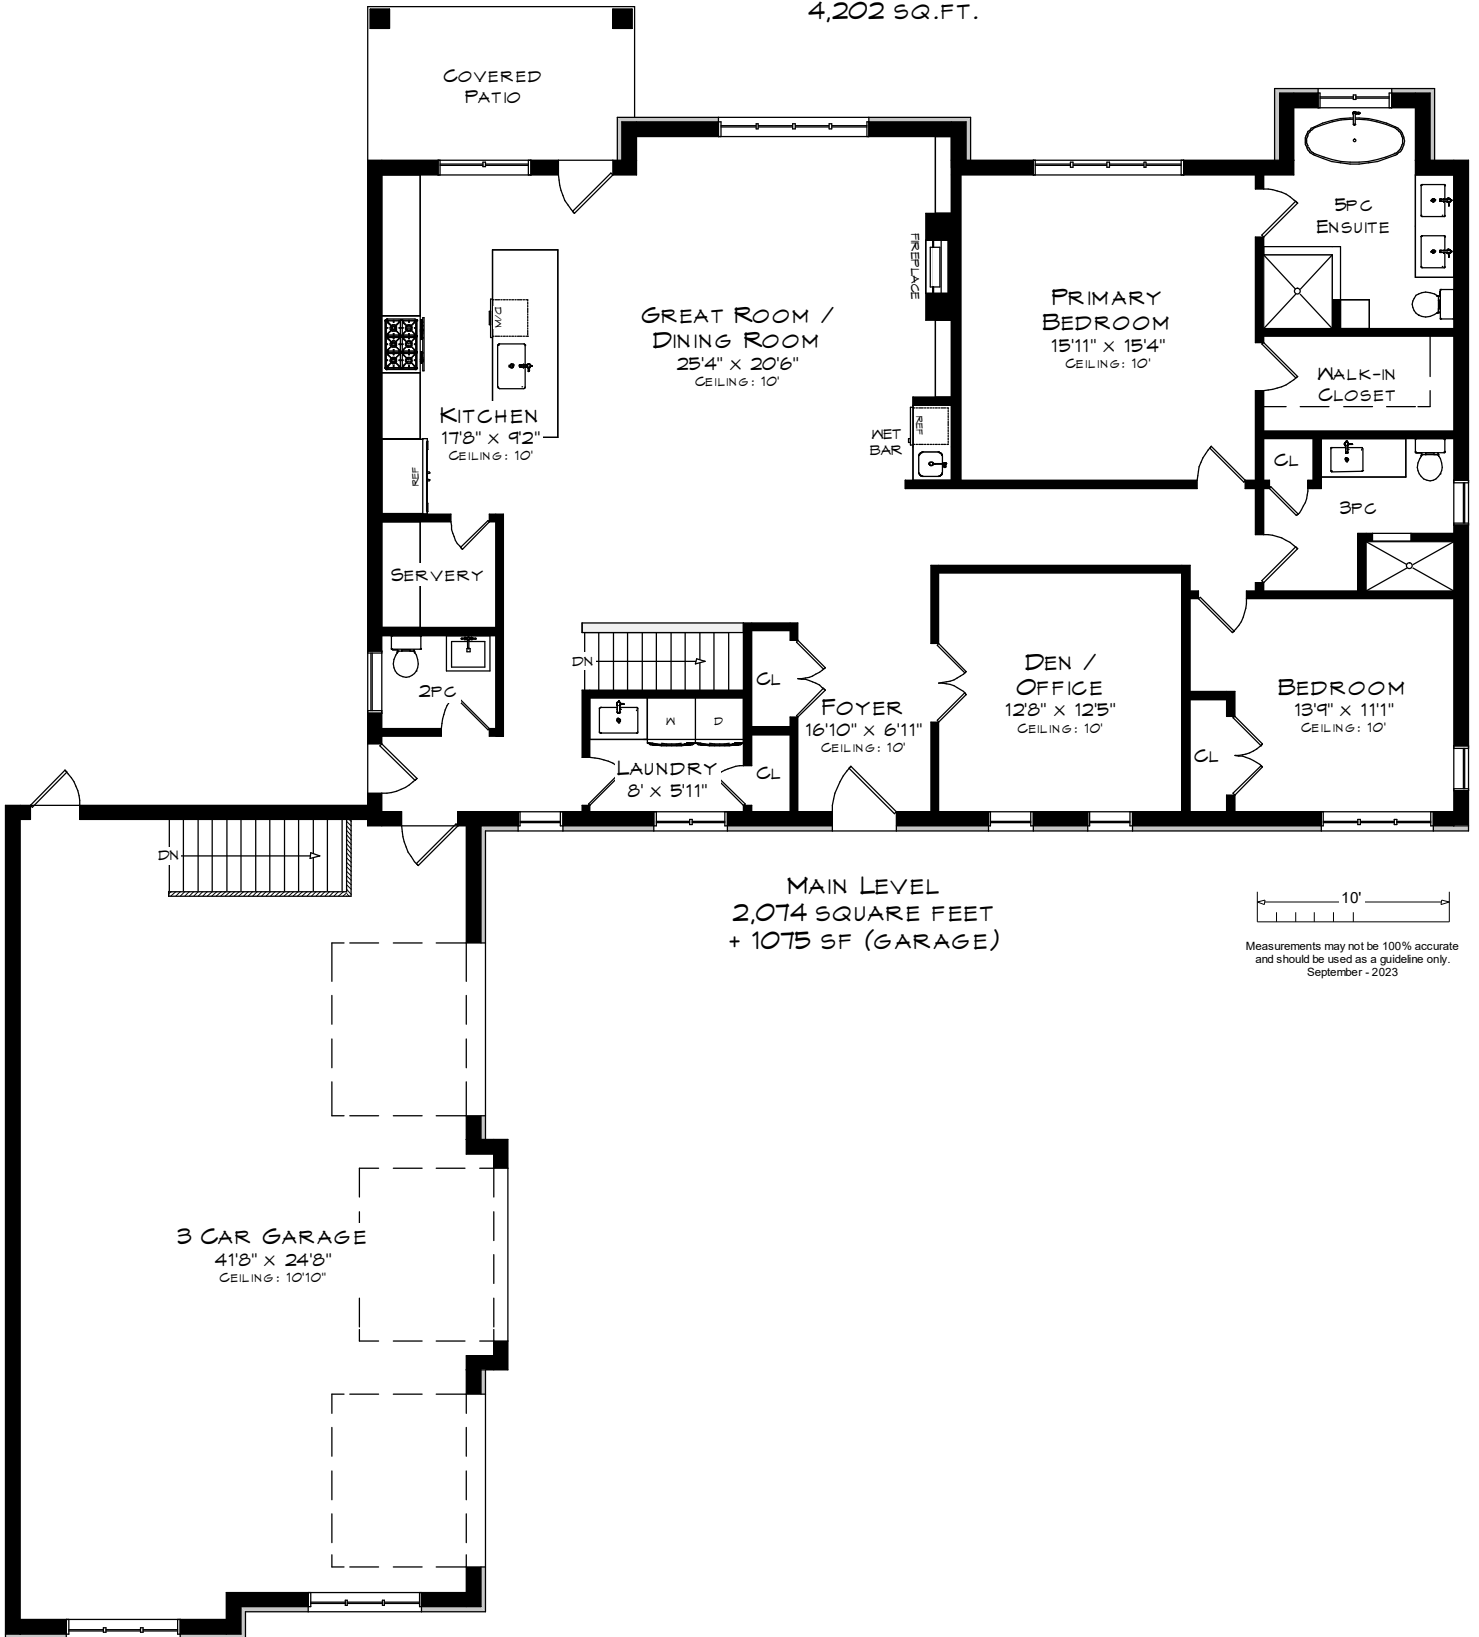 4,202 SQ.FT.
COVERED
PATIO
5PC
ENSUITE
FIREPLACE
GREAT ROOM /
DINING ROOM
25'4" x 20'6"
CEILING: 10'
PRIMARY
BEDROOM
15'11" x 15'4"
CEILING: 10'
D/W
WALK-IN
CLOSET
KITCHEN
17'8" x 9'2"
CEILING: 10'
REF
WET
BAR
REF
CL
3PC
SERVERY
2PC
DN
CL
FOYER
16'10" x 6'11"
CEILING: 10'
DEN /
OFFICE
12'8" x 12'5"
CEILING: 10'
BEDROOM
13'9" x 11'1"
CEILING: 10'
CL
W
D
LAUNDRY
8' x 5'11"
CL
DN
MAIN LEVEL
2,074 SQUARE FEET
+ 1075 SF (GARAGE)
10'
Measurements may not be 100% accurate
and should be used as a guideline only.
September - 2023
3 CAR GARAGE
41'8" x 24'8"
CEILING: 10'10"